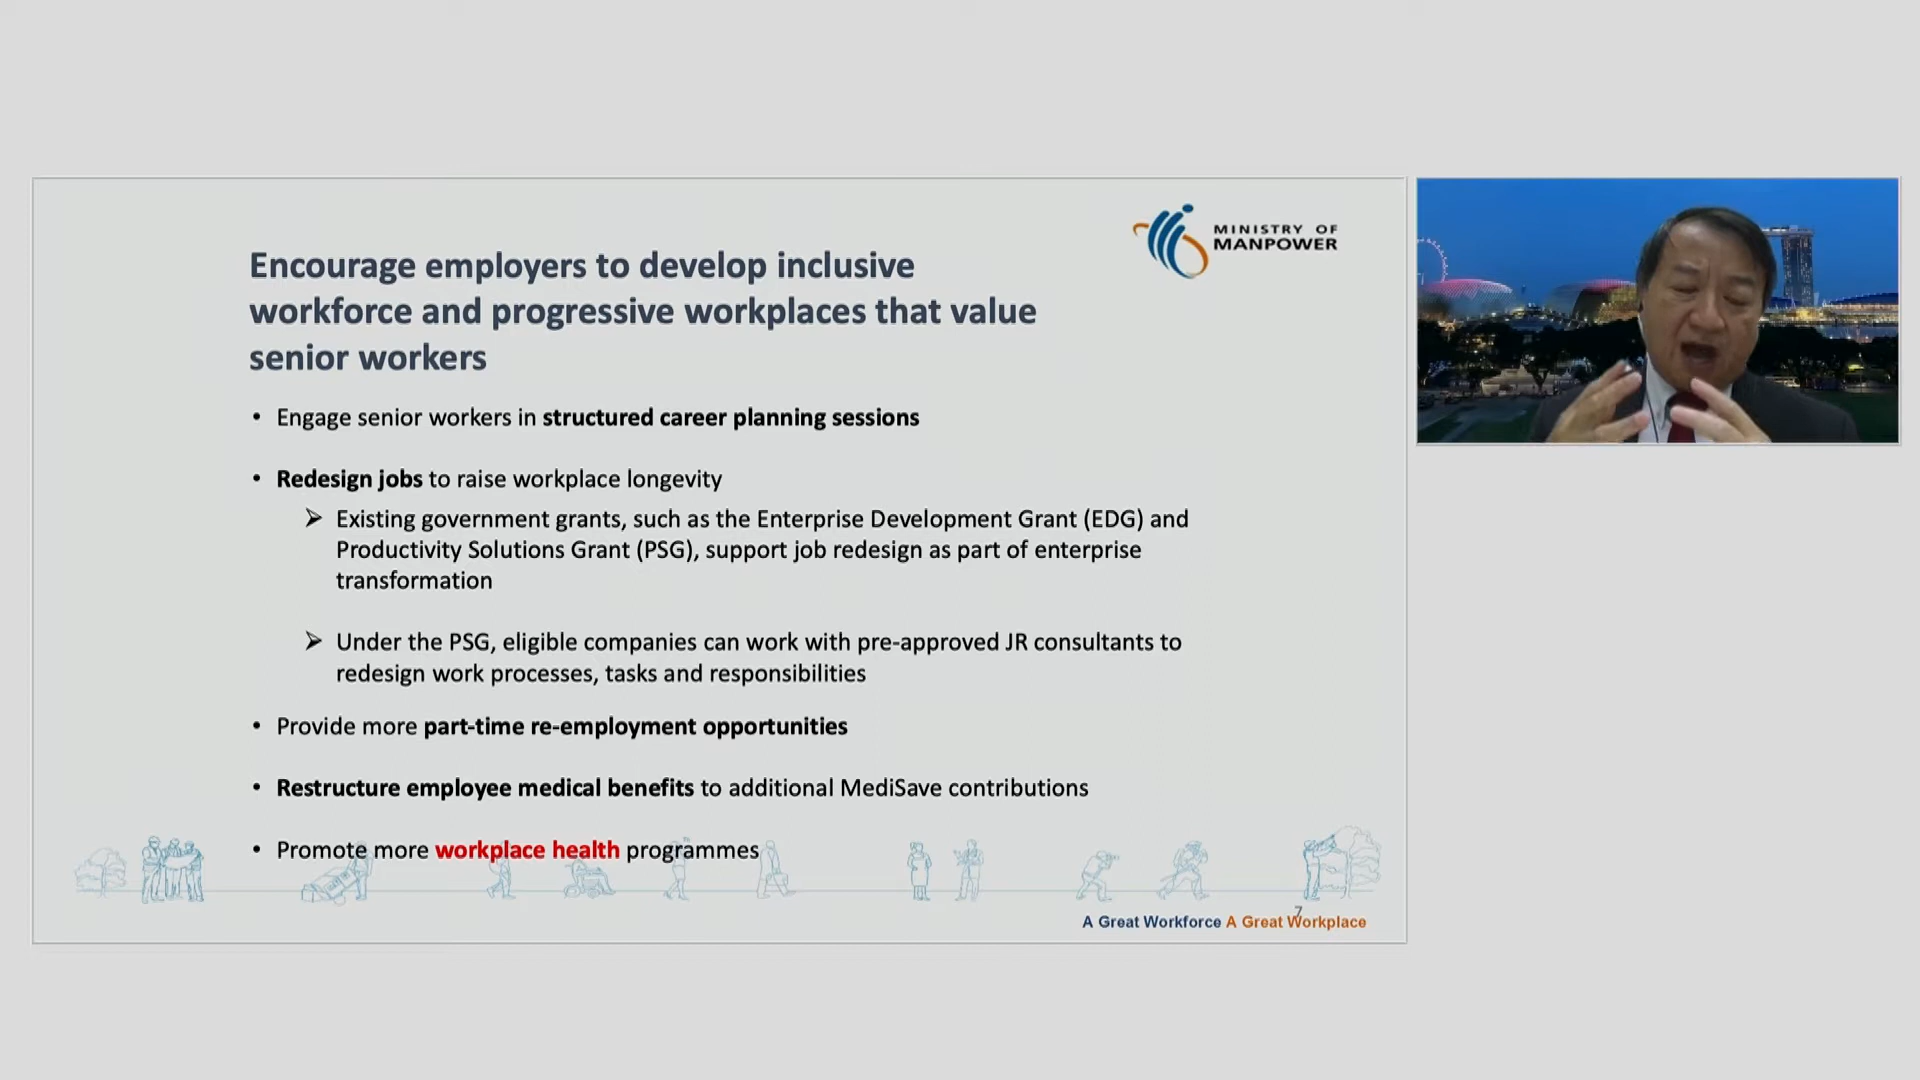 MINISTRY OF
MANPOWER
Encourage employers to develop inclusive
workforce and progressive workplaces that value
senior workers
• Engage senior workers in structured career planning sessions
• Redesign jobs to raise workplace longevity
➢ Existing government grants, such as the Enterprise Development Grant (EDG) and
Productivity Solutions Grant (PSG), support job redesign as part of enterprise
transformation
➢ Under the PSG, eligible companies can work with pre-approved JR consultants to
redesign work processes, tasks and responsibilities
• Provide more part-time re-employment opportunities
• Restructure employee medical benefits to additional MediSave contributions
• Promote more workplace health programmes
7
A Great Workforce A Great Workplace